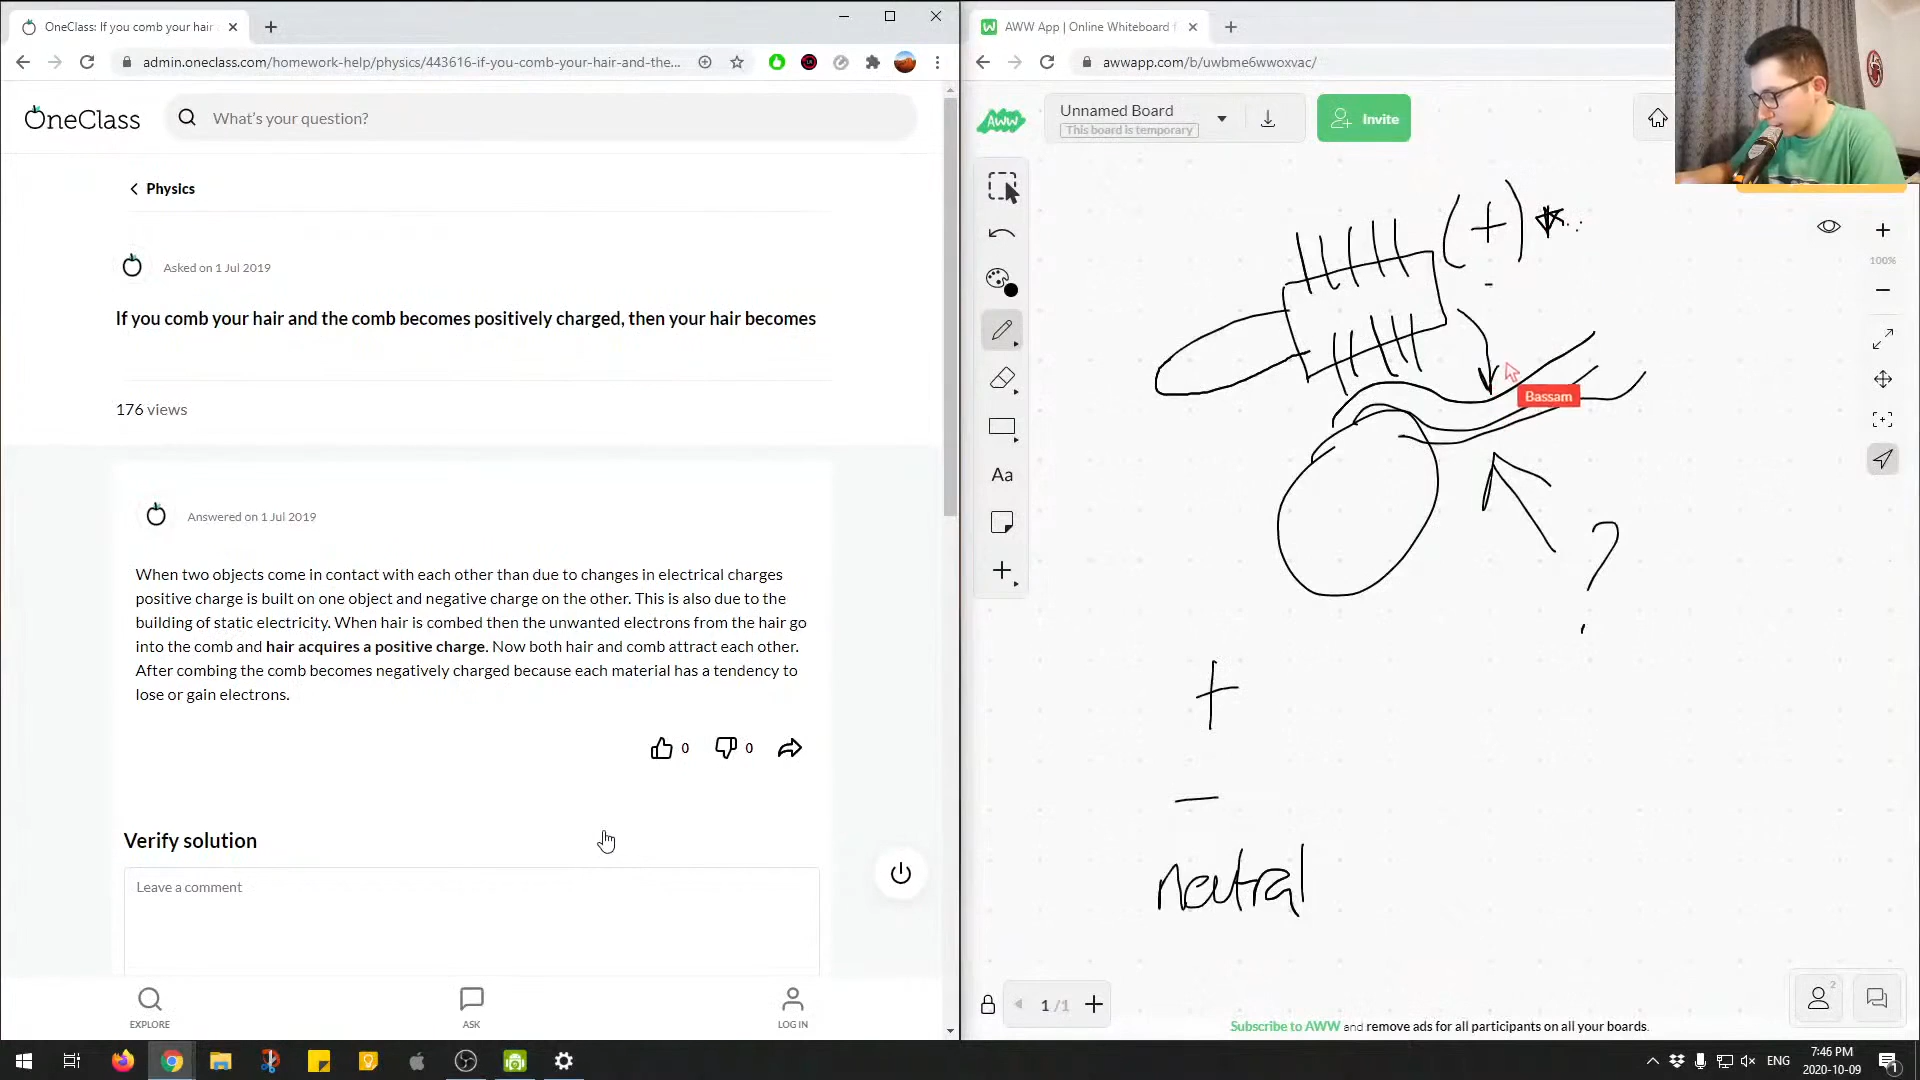 OneClass: If you comb your hair
admin.oneclass.com/homework-help/physics/443616-if-you-comb-your-hair-and-the...
OneClass
What's your question?
Physics
Asked on 1 Jul 2019
If you comb your hair and the comb becomes positively charged, then your hair becomes
176 views
Answered on 1 Jul 2019
When two objects come in contact with each other than due to changes in electrical charges
positive charge is built on one object and negative charge on the other. This is also due to the
building of static electricity. When hair is combed then the unwanted electrons from the hair go
into the comb and hair acquires a positive charge. Now both hair and comb attract each other.
After combing the comb becomes negatively charged because each material has a tendency to
lose or gain electrons.
0
0
Verify solution
Leave a comment
EXPLORE
ASK
LOG IN
AWW App | Online Whiteboard f
awwapp.com/b/uwbme6wwoxvac/
AWW
Unnamed Board
This board is temporary
Invite
100%
Aa
(+)
-
Bassam
?
+
-
neutral
1/1
2
Subscribe to AWW and remove ads for all participants on all your boards.
ENG
7:46 PM
2020-10-09
1